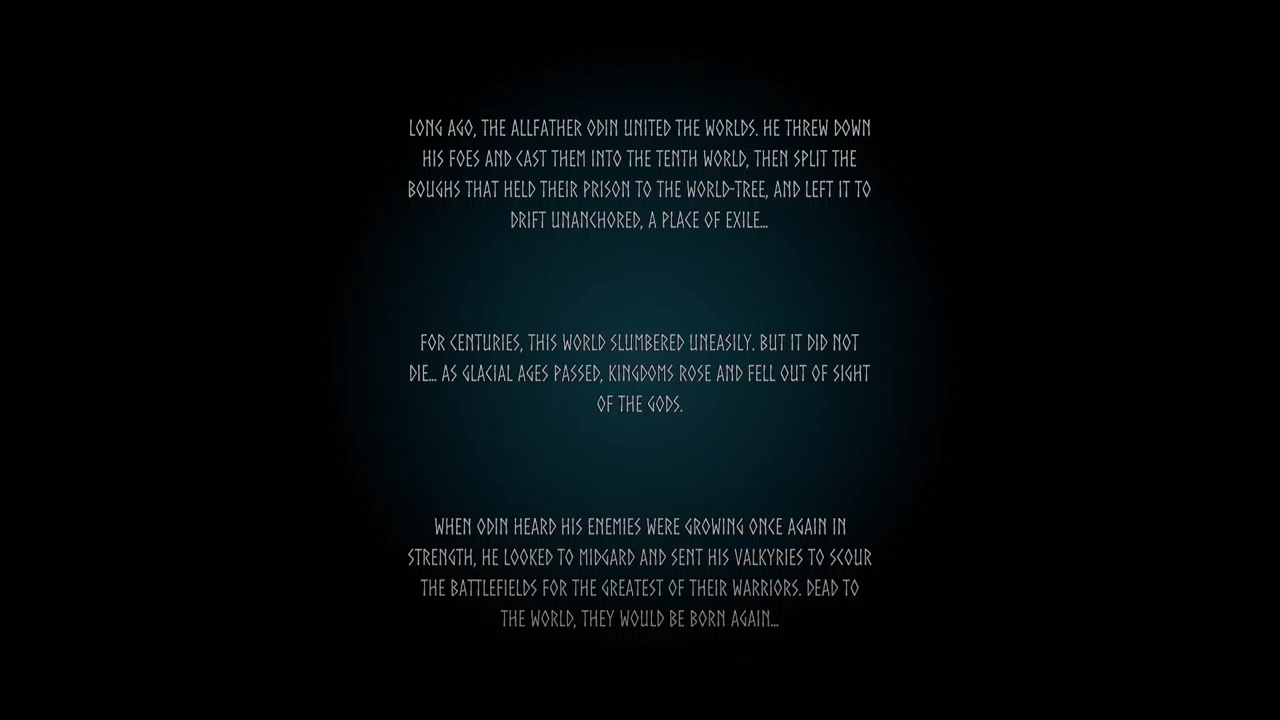 LONG AGO, THE ALLFATHER ODIN UNITED THE WORLDS. HE THREW DOWN
HIS FOES AND CAST THEM INTO THE TENTH WORLD, THEN SPLIT THE
BOUGHS THAT HELD THEIR PRISON TO THE WORLD-TREE, AND LEFT IT TO
DRIFT UNANCHORED, A PLACE OF EXILE...
FOR CENTURIES, THIS WORLD SLUMBERED UNEASILY. BUT IT DID NOT
DIE... AS GLACIAL AGES PASSED, KINGDOMS ROSE AND FELL OUT OF SIGHT
OF THE GODS.
WHEN ODIN HEARD HIS ENEMIES WERE GROWING ONCE AGAIN IN
STRENGTH, HE LOOKED TO MIDGARD AND SENT HIS VALKYRIES TO SCOUR
THE BATTLEFIELDS FOR THE GREATEST OF THEIR WARRIORS. DEAD TO
THE WORLD, THEY WOULD BE BORN AGAIN...